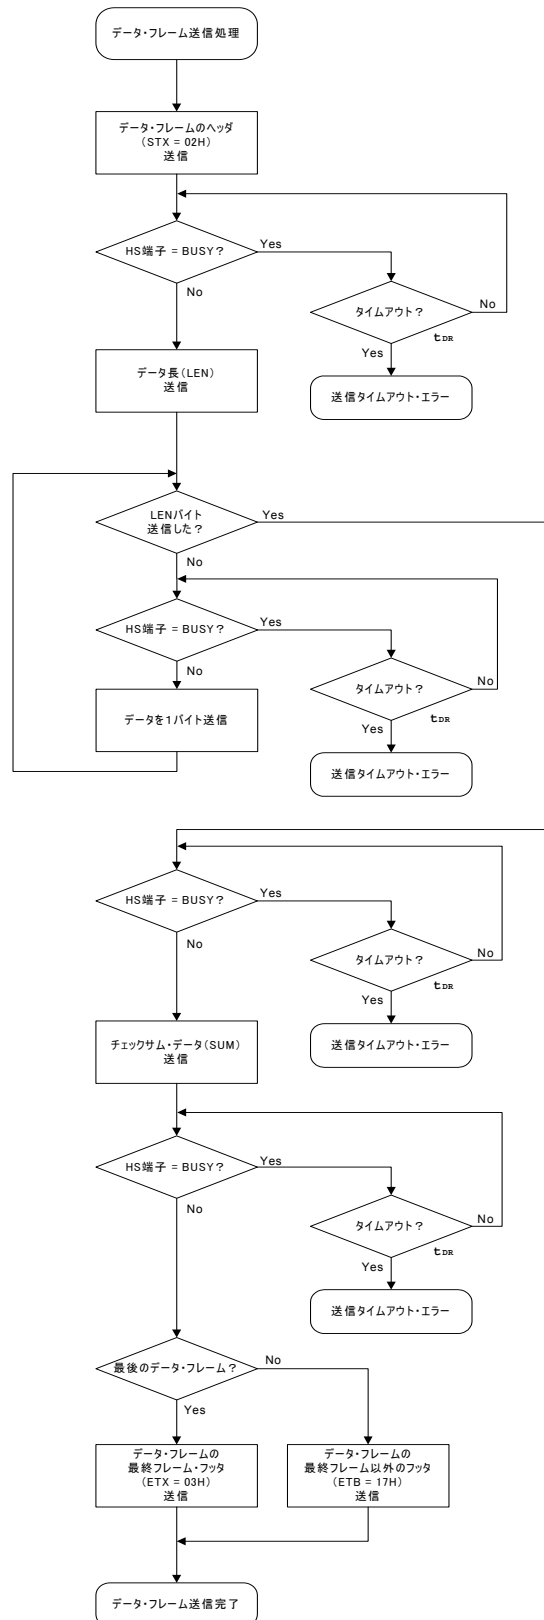 データ・フレーム送信処理
データ・フレームのヘッダ
(STX = 02H)
送信
HS端子 = BUSY?
Yes
No
タイムアウト?
No
tDR
Yes
データ長(LEN)
送信
送信タイムアウト・エラー
LENバイト
送信した?
Yes
No
HS端子 = BUSY?
Yes
No
タイムアウト?
No
tDR
Yes
データを1バイト送信
送信タイムアウト・エラー
HS端子 = BUSY?
Yes
No
タイムアウト?
No
tDR
Yes
チェックサム・データ(SUM)
送信
送信タイムアウト・エラー
HS端子 = BUSY?
Yes
No
タイムアウト?
No
tDR
Yes
送信タイムアウト・エラー
最後のデータ・フレーム?
No
Yes
データ・フレームの
最終フレーム・フッタ
(ETX = 03H)
送信
データ・フレームの
最終フレーム以外のフッタ
(ETB = 17H)
送信
データ・フレーム送信完了